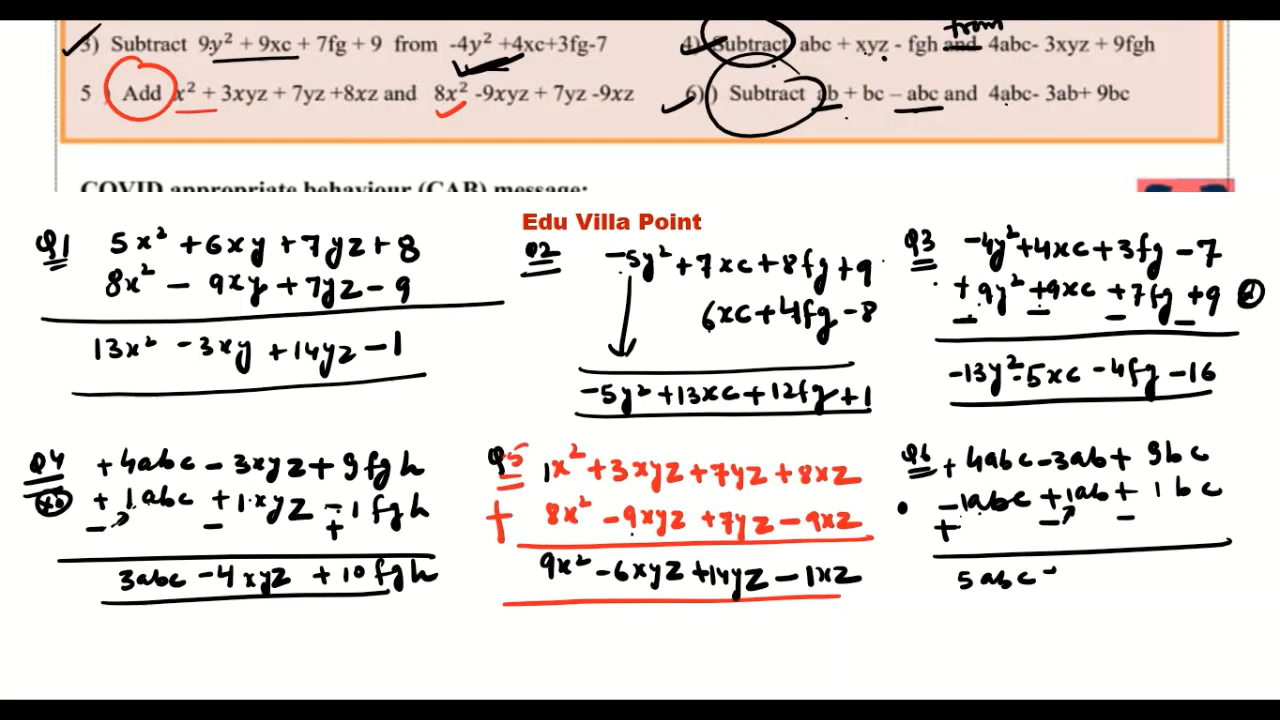 3) Subtract 9y² + 9xc + 7fg + 9 from -4y² +4xc+3fg-7
4) Subtract abc + xyz - fgh and from 4abc- 3xyz + 9fgh
5 ) Add x² + 3xyz + 7yz +8xz and 8x² -9xyz + 7yz -9xz
6) ) Subtract ab + bc – abc and 4abc- 3ab+ 9bc
COVID appropriate behaviour (CAB) message:
Edu Villa Point
Q1 5x² +6xy +7yz+8
8x² - 9xy +7yz -9
13x² -3xy +14yz -1
Q2 -5y² +7xc+8fg+9
6xc+4fg-8
-5y² +13xc+12fg+1
Q3 -4y²+4xc+3fg-7
+9y² +9xc +7fg +9
- - - -
-13y²-5xc-4fg-16
Q4 +4abc-3xyz+9fgh
+1abc +1xyz -1fgh
- - +
3abc -4xyz +10fgh
Q5 1x² +3xyz+7yz+8xz
+ 8x² -9xyz +7yz-9xz
9x²-6xyz+14yz-1xz
Q6 +4abc-3ab+9bc
-1abc +1ab+1bc
+ - -
5abc -